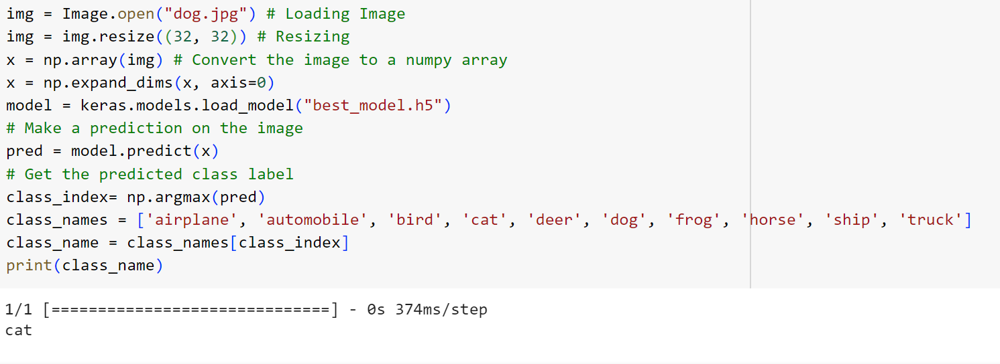 img = Image.open("dog.jpg") # Loading Image
img = img.resize((32, 32)) # Resizing
x = np.array(img) # Convert the image to a numpy array
x = np.expand_dims(x, axis=0)
model = keras.models.load_model("best_model.h5")
# Make a prediction on the image
pred = model.predict(x)
# Get the predicted class label
class_index= np.argmax(pred)
class_names = ['airplane', 'automobile', 'bird', 'cat', 'deer', 'dog', 'frog', 'horse', 'ship', 'truck']
class_name = class_names[class_index]
print(class_name)
1/1 [==============================] - 0s 374ms/step
cat